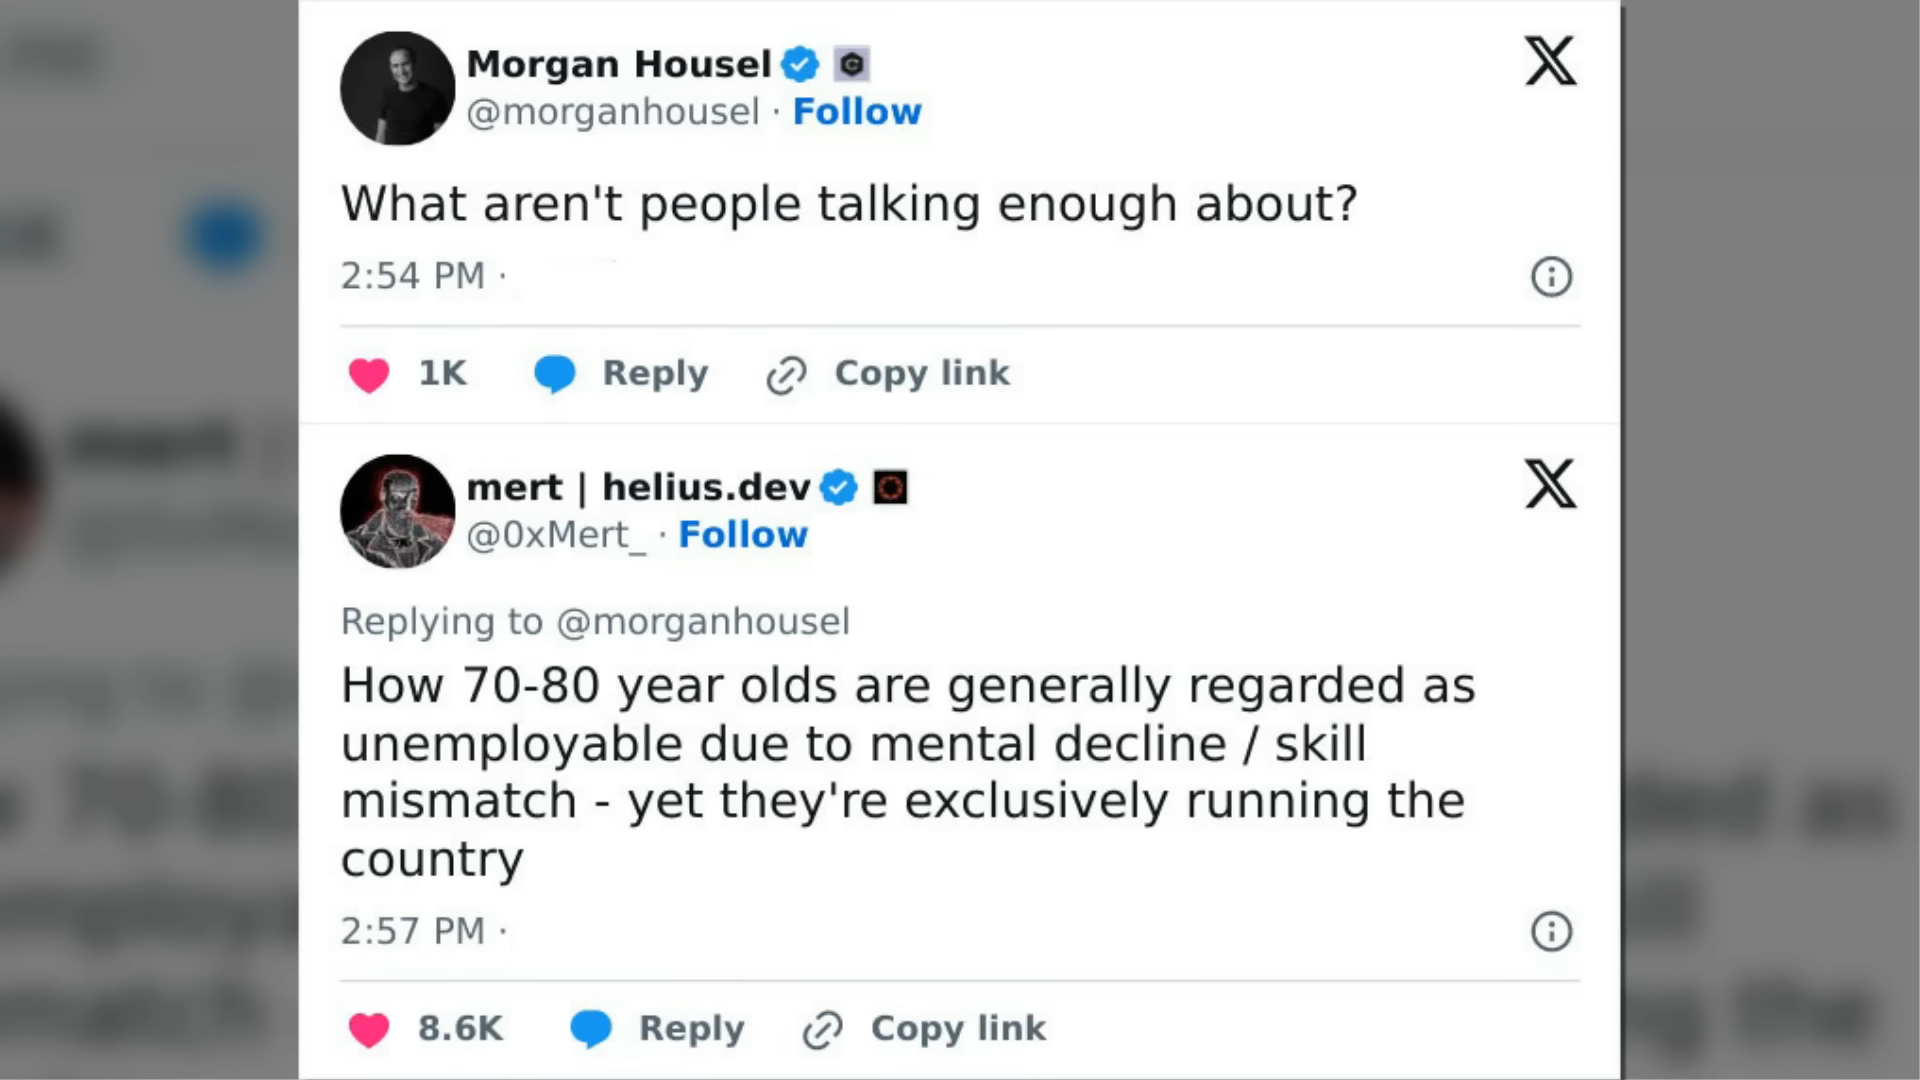 Morgan Housel
@morganhousel · Follow
What aren't people talking enough about?
2:54 PM ·
1K Reply Copy link
mert | helius.dev
@0xMert_ · Follow
Replying to @morganhousel
How 70-80 year olds are generally regarded as
unemployable due to mental decline / skill
mismatch - yet they're exclusively running the
country
2:57 PM ·
8.6K Reply Copy link